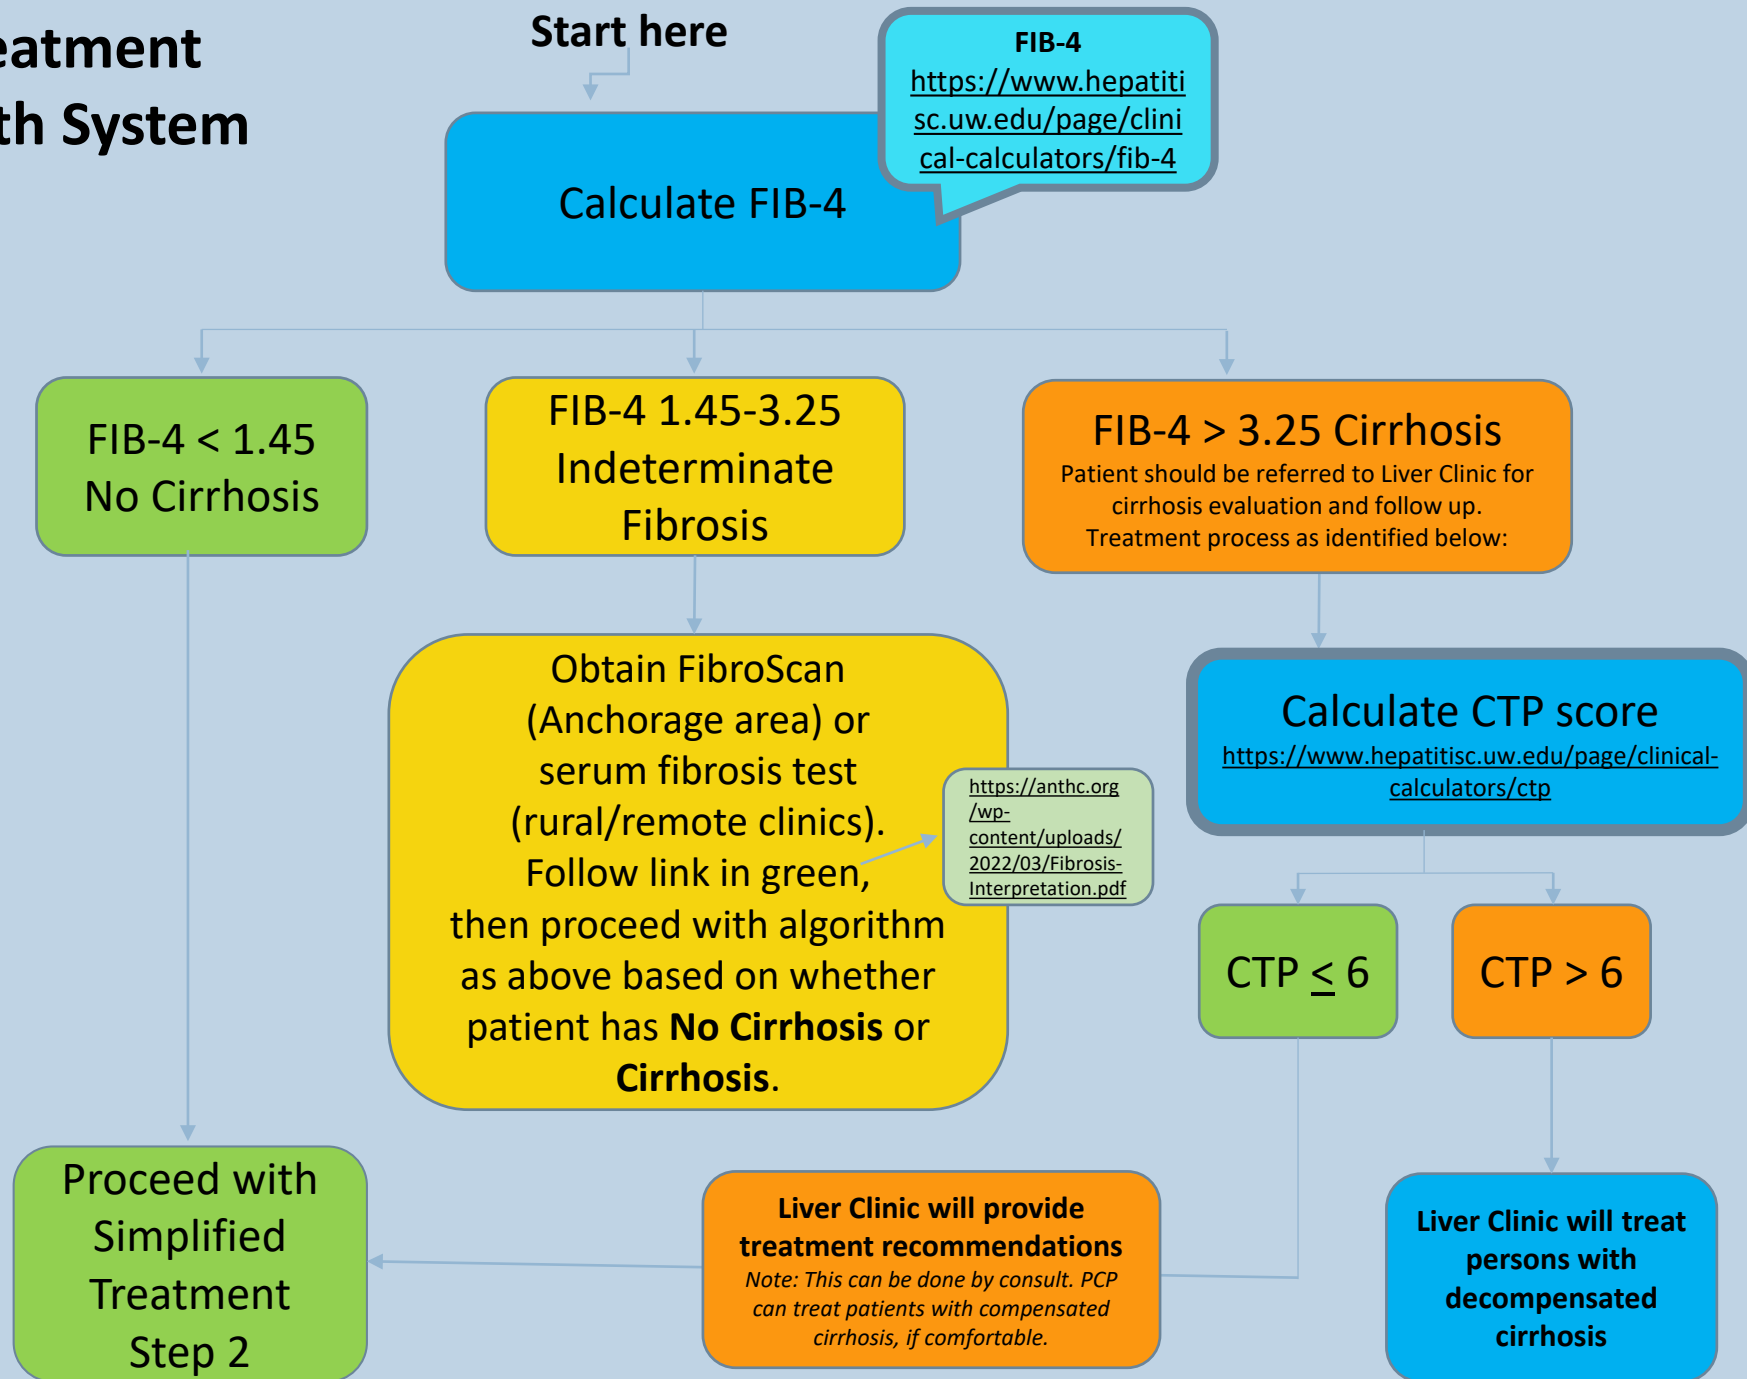 eatment
th System
Start here
FIB-4
https://www.hepatiti
sc.uw.edu/page/clini
cal-calculators/fib-4
Calculate FIB-4
FIB-4 < 1.45
No Cirrhosis
FIB-4 1.45-3.25
Indeterminate
Fibrosis
FIB-4 > 3.25 Cirrhosis
Patient should be referred to Liver Clinic for
cirrhosis evaluation and follow up.
Treatment process as identified below:
Obtain FibroScan
(Anchorage area) or
serum fibrosis test
(rural/remote clinics).
Follow link in green,
then proceed with algorithm
as above based on whether
patient has No Cirrhosis or
Cirrhosis.
https://anthc.org
/wp-
content/uploads/
2022/03/Fibrosis-
Interpretation.pdf
Calculate CTP score
https://www.hepatitisc.uw.edu/page/clinical-
calculators/ctp
CTP ≤ 6
CTP > 6
Proceed with
Simplified
Treatment
Step 2
Liver Clinic will provide
treatment recommendations
Note: This can be done by consult. PCP
can treat patients with compensated
cirrhosis, if comfortable.
Liver Clinic will treat
persons with
decompensated
cirrhosis